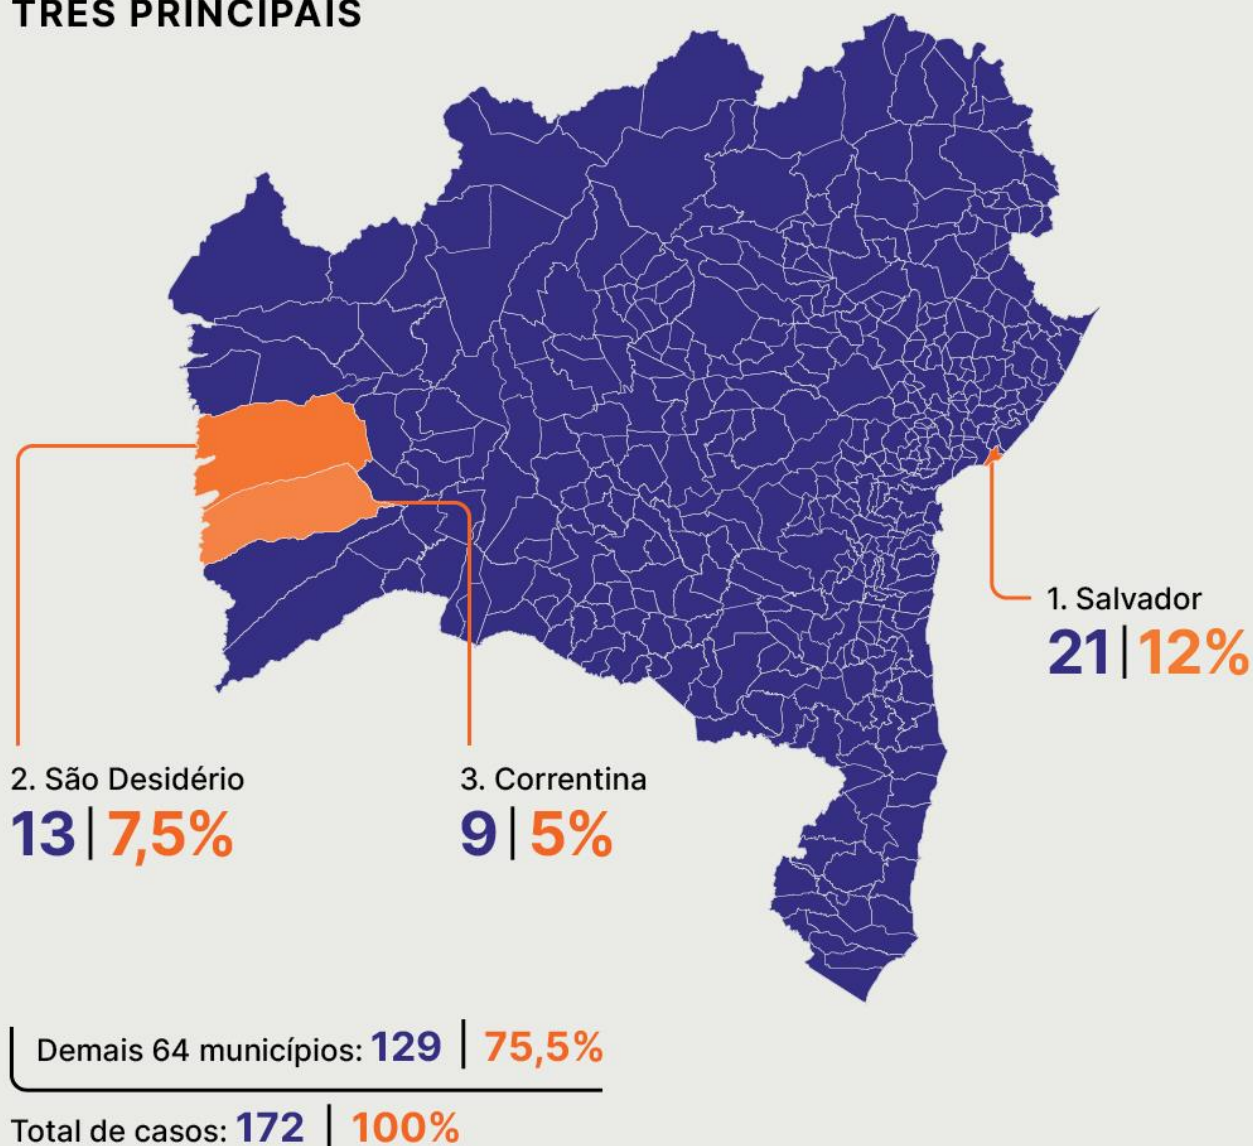 TRÊS PRINCIPAIS
1. Salvador
21 | 12%
2. São Desidério
13 | 7,5%
3. Correntina
9 | 5%
Demais 64 municípios: 129 | 75,5%
Total de casos: 172 | 100%